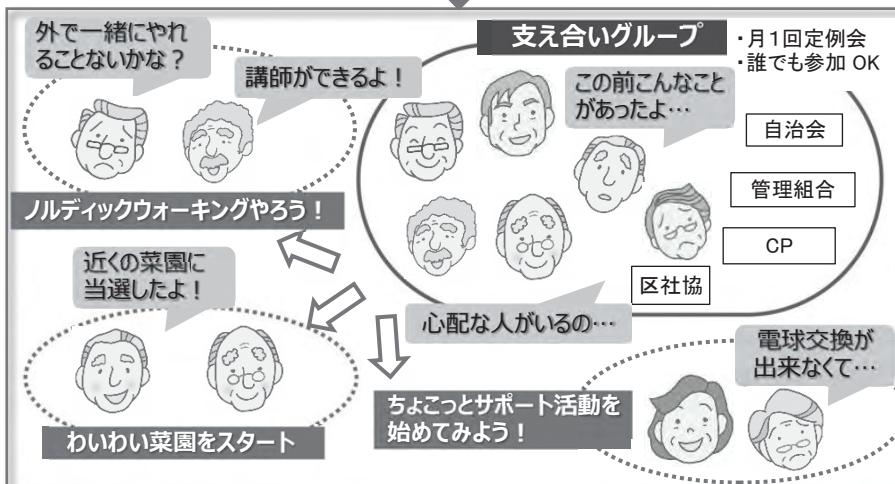 外で一緒にやれ
ることないかな？
講師ができるよ！
ノルディックウォーキングやろう！
支え合いグループ
・月１回定例会
・誰でも参加 OK
この前こんなこと
があったよ…
自治会
管理組合
CP
区社協
心配な人がいるの…
近くの菜園に
当選したよ！
わいわい菜園をスタート
ちょこっとサポート活動を
始めてみよう！
電球交換が
出来なくて…